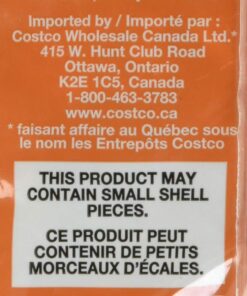 Imported by / Importé par :
Costco Wholesale Canada Ltd.*
415 W. Hunt Club Road
Ottawa, Ontario
K2E 1C5, Canada
1-800-463-3783
www.costco.ca
* faisant affaire au Québec sous
le nom les Entrepôts Costco
THIS PRODUCT MAY
CONTAIN SMALL SHELL
PIECES.
CE PRODUIT PEUT
CONTENIR DE PETITS
MORCEAUX D'ÉCALES.